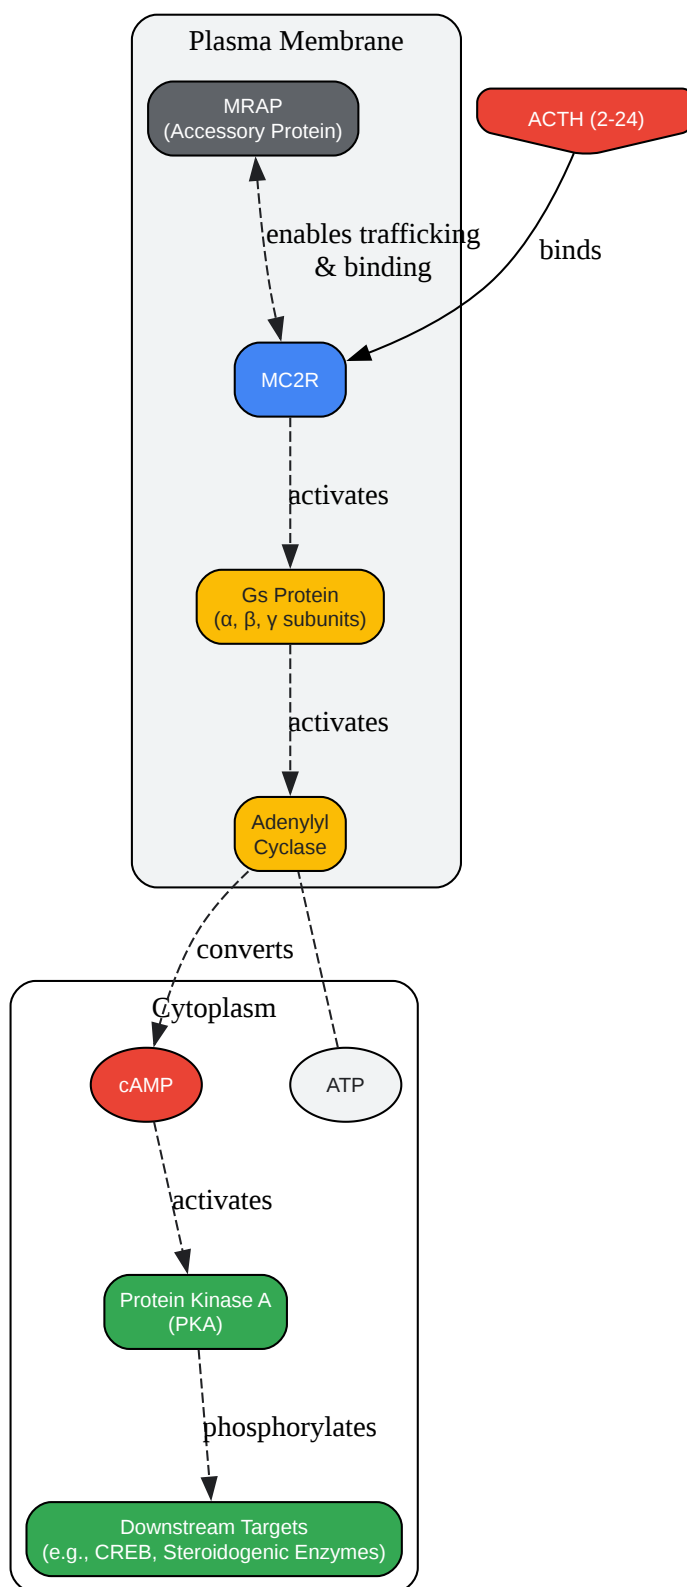 Plasma Membrane
MRAP
(Accessory Protein)
ACTH (2-24)
enables trafficking
& binding
binds
MC2R
activates
Gs Protein
(α, β, γ subunits)
activates
Adenylyl
Cyclase
converts
Cytoplasm
cAMP
ATP
activates
Protein Kinase A
(PKA)
phosphorylates
Downstream Targets
(e.g., CREB, Steroidogenic Enzymes)